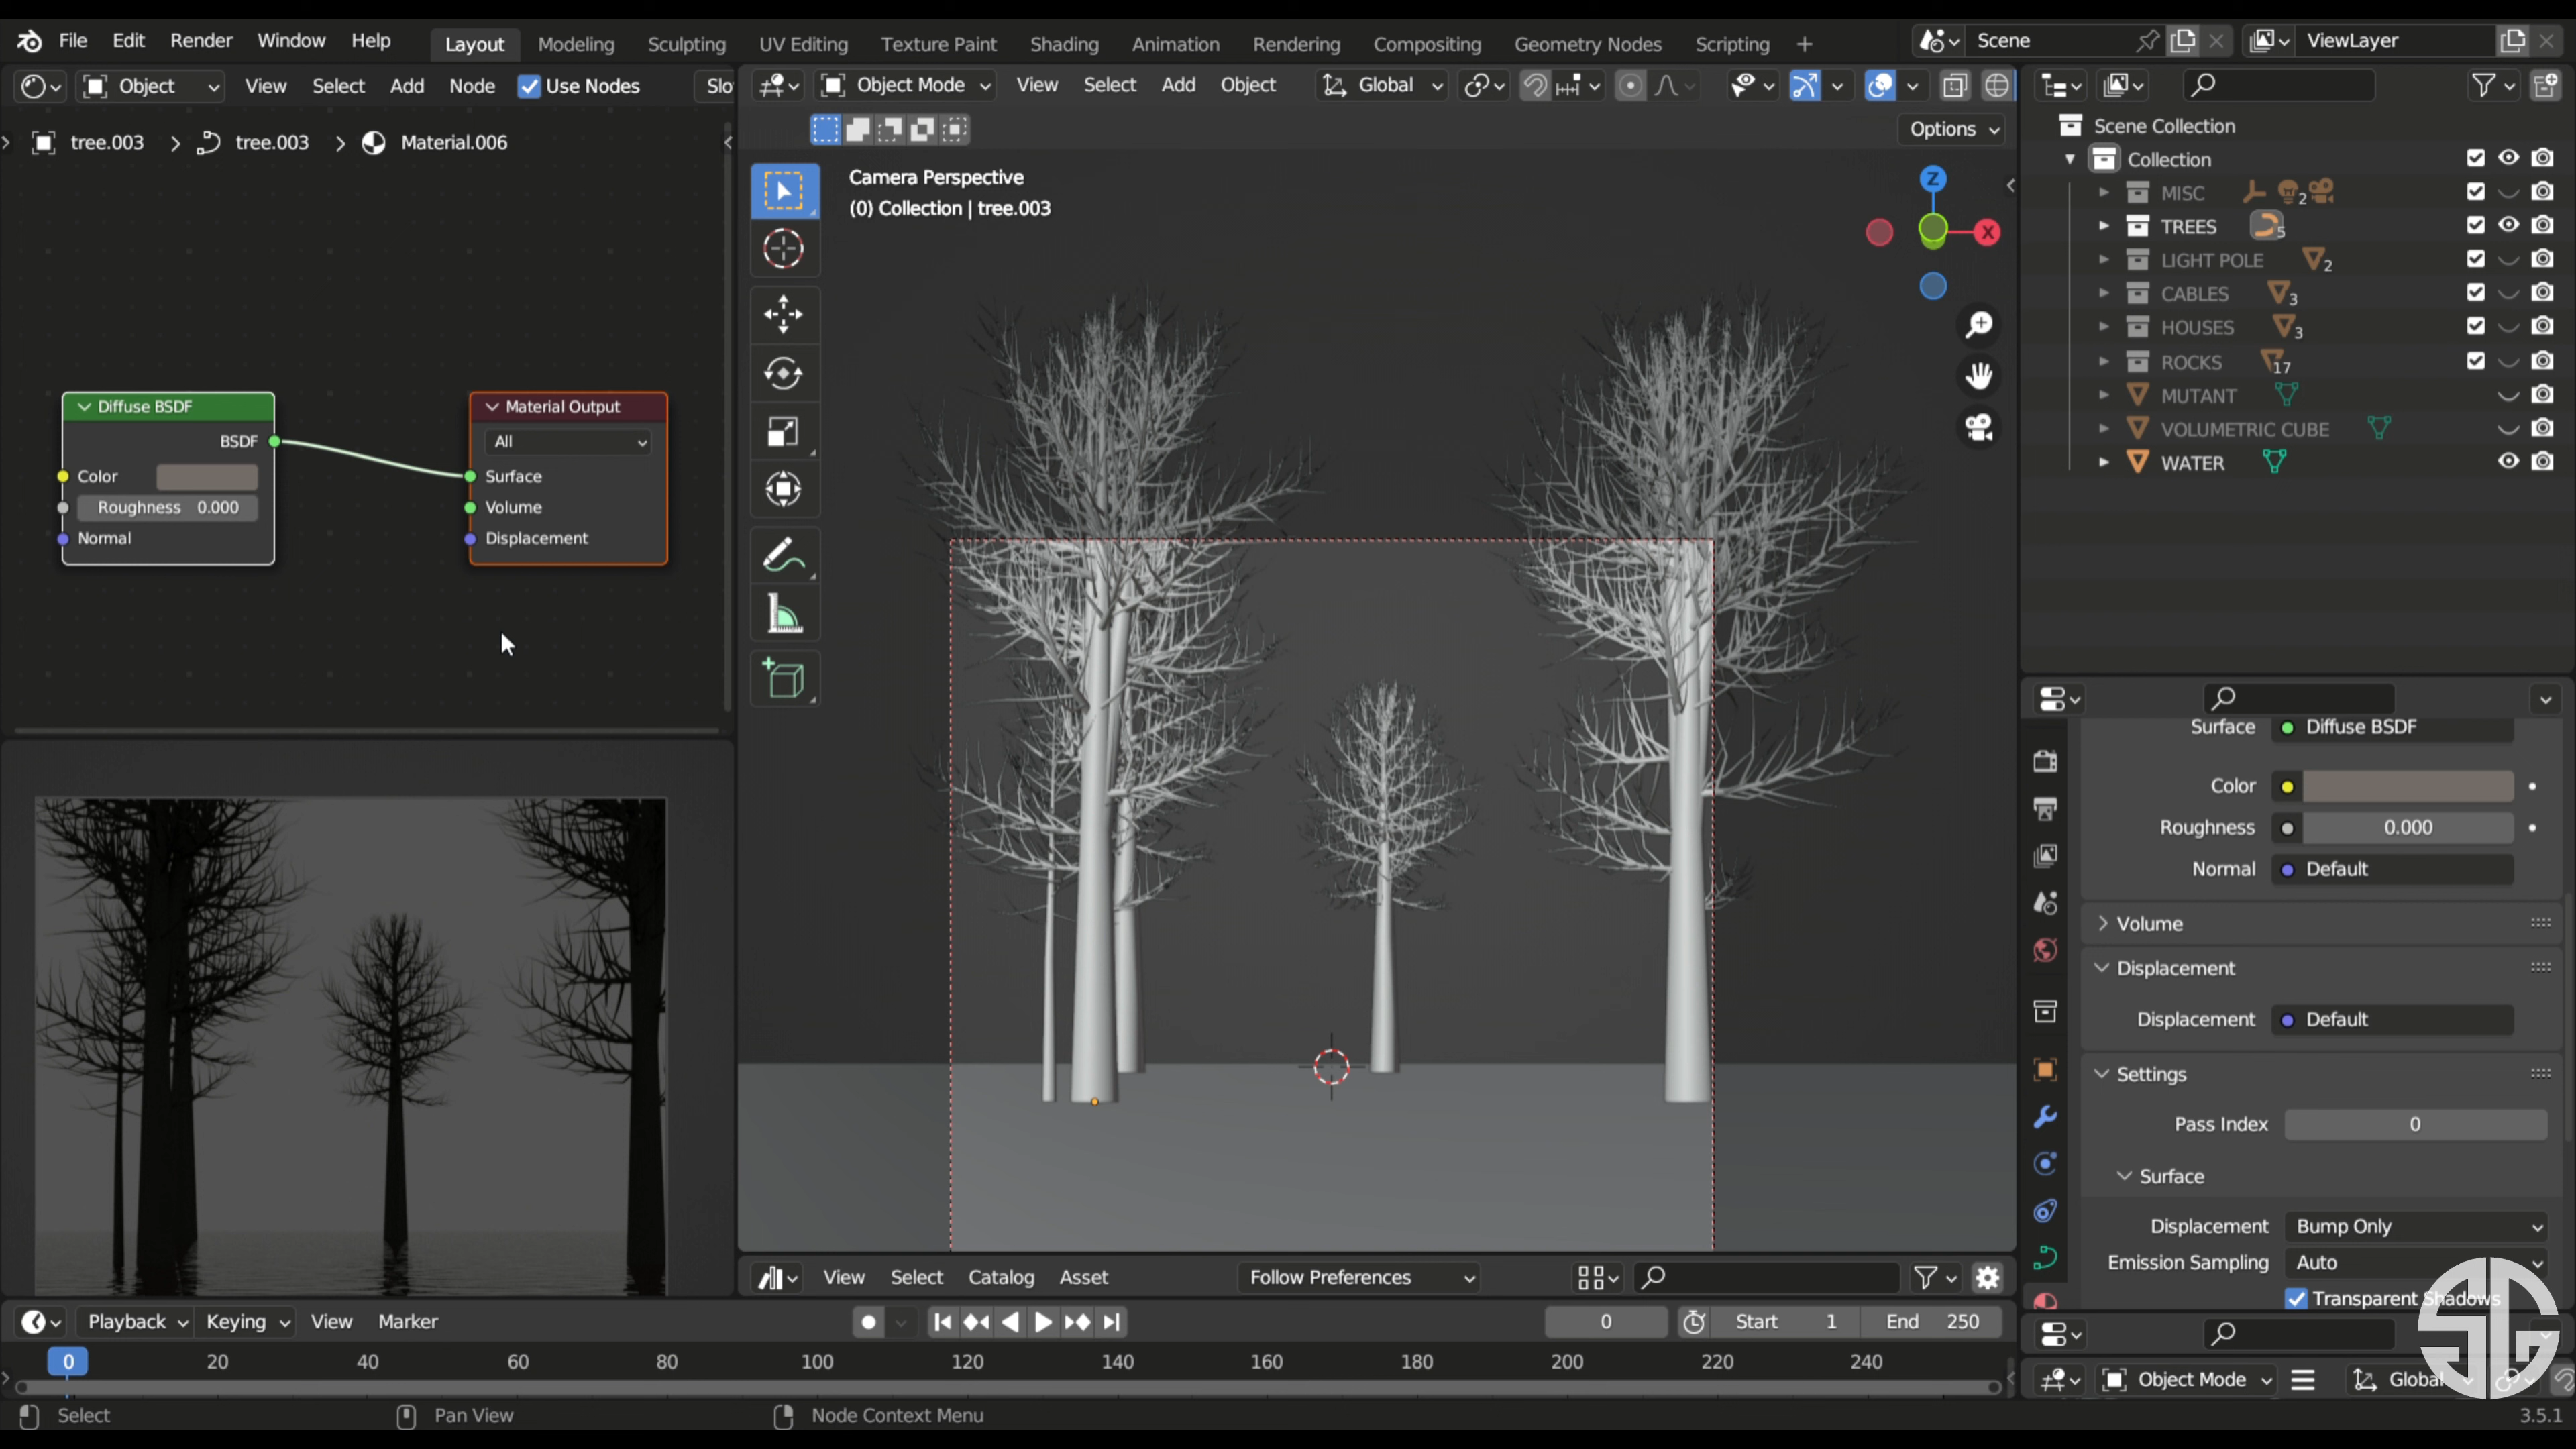 File Edit Render Window Help Layout Modeling Sculpting UV Editing Texture Paint Shading Animation Rendering Compositing Geometry Nodes Scripting + Scene ViewLayer
Object View Select Add Node Use Nodes Slo
Object Mode View Select Add Object Global
Options
tree.003 > tree.003 > Material.006
Camera Perspective
(0) Collection | tree.003
Z
X
Diffuse BSDF
BSDF
Color
Roughness 0.000
Normal
Material Output
All
Surface
Volume
Displacement
Scene Collection
Collection
MISC 2
TREES 5
LIGHT POLE 2
CABLES 3
HOUSES 3
ROCKS 17
MUTANT
VOLUMETRIC CUBE
WATER
Surface Diffuse BSDF
Color
Roughness 0.000
Normal Default
Volume
Displacement
Displacement Default
Settings
Pass Index 0
Surface
Displacement Bump Only
Emission Sampling Auto
Transparent Shadows
View Select Catalog Asset Follow Preferences
Playback Keying View Marker 0 Start 1 End 250
0 20 40 60 80 100 120 140 160 180 200 220 240
Object Mode Global
Select Pan View Node Context Menu 3.5.1